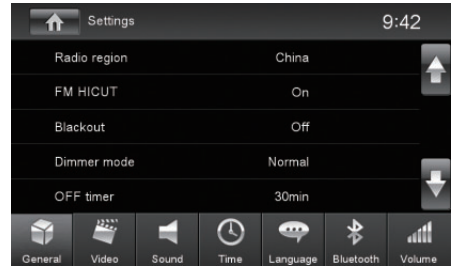 Settings 9:42
Radio region China
FM HICUT On
Blackout Off
Dimmer mode Normal
OFF timer 30min
General Video Sound Time Language Bluetooth Volume